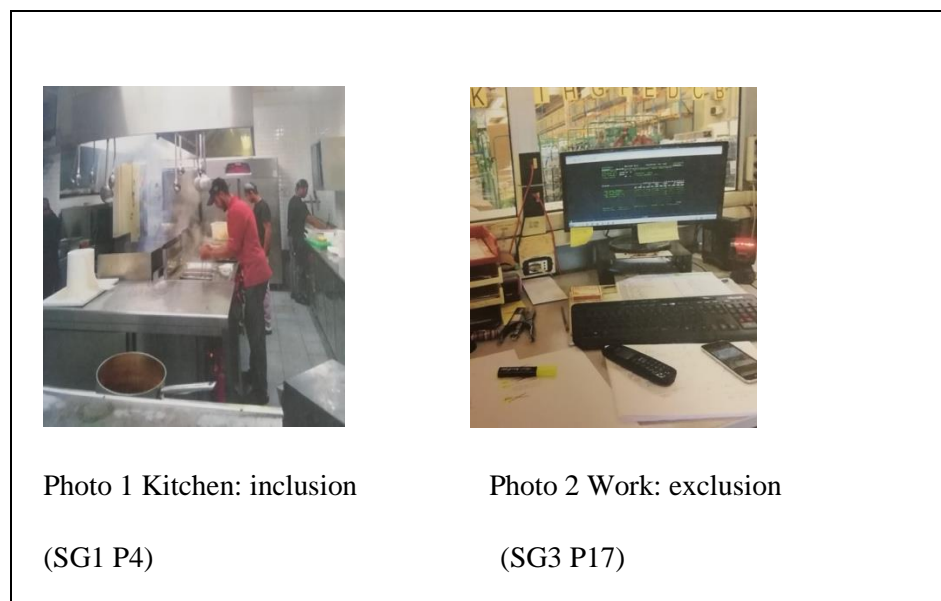 K I H G F E D C B
Photo 1 Kitchen: inclusion
Photo 2 Work: exclusion
(SG1 P4)
(SG3 P17)